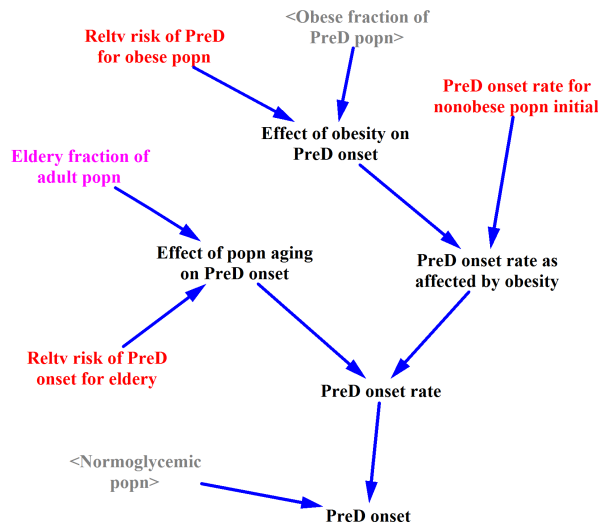 <Obese fraction of
PreD popn>
Reltv risk of PreD
for obese popn
PreD onset rate for
nonobese popn initial
Effect of obesity on
PreD onset
Eldery fraction of
adult popn
Effect of popn aging
on PreD onset
PreD onset rate as
affected by obesity
Reltv risk of PreD
onset for eldery
PreD onset rate
<Normoglycemic
popn>
PreD onset